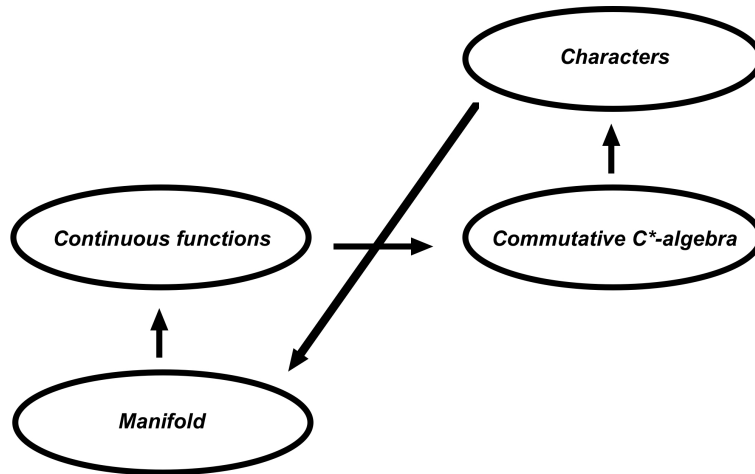 Characters
Continuous functions
Commutative C*-algebra
Manifold